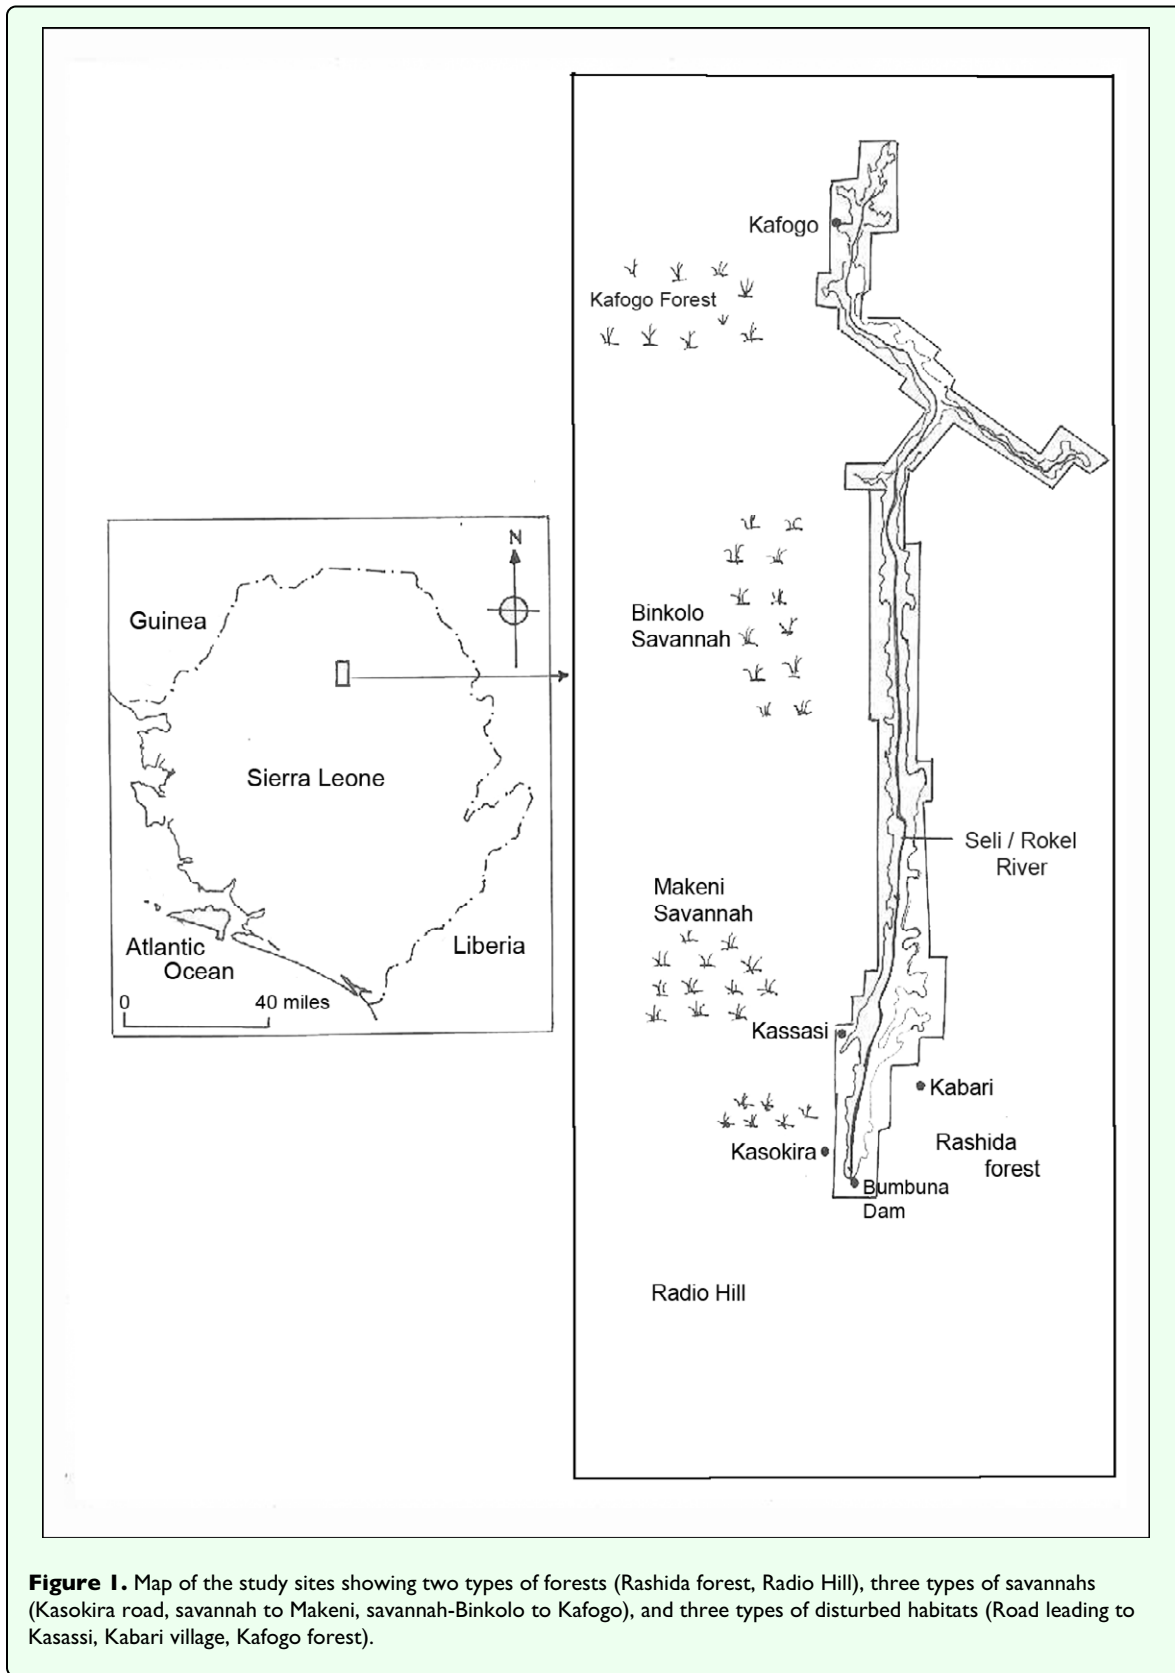 N
Guinea
Sierra Leone
Atlantic
Ocean
Liberia
0
40 miles
Kafogo
Kafogo Forest
Binkolo
Savannah
Seli / Rokel
River
Makeni
Savannah
Kassasi
Kabari
Kasokira
Rashida
forest
Bumbuna
Dam
Radio Hill
Figure 1. Map of the study sites showing two types of forests (Rashida forest, Radio Hill), three types of savannahs
(Kasokira road, savannah to Makeni, savannah-Binkolo to Kafogo), and three types of disturbed habitats (Road leading to
Kasassi, Kabari village, Kafogo forest).